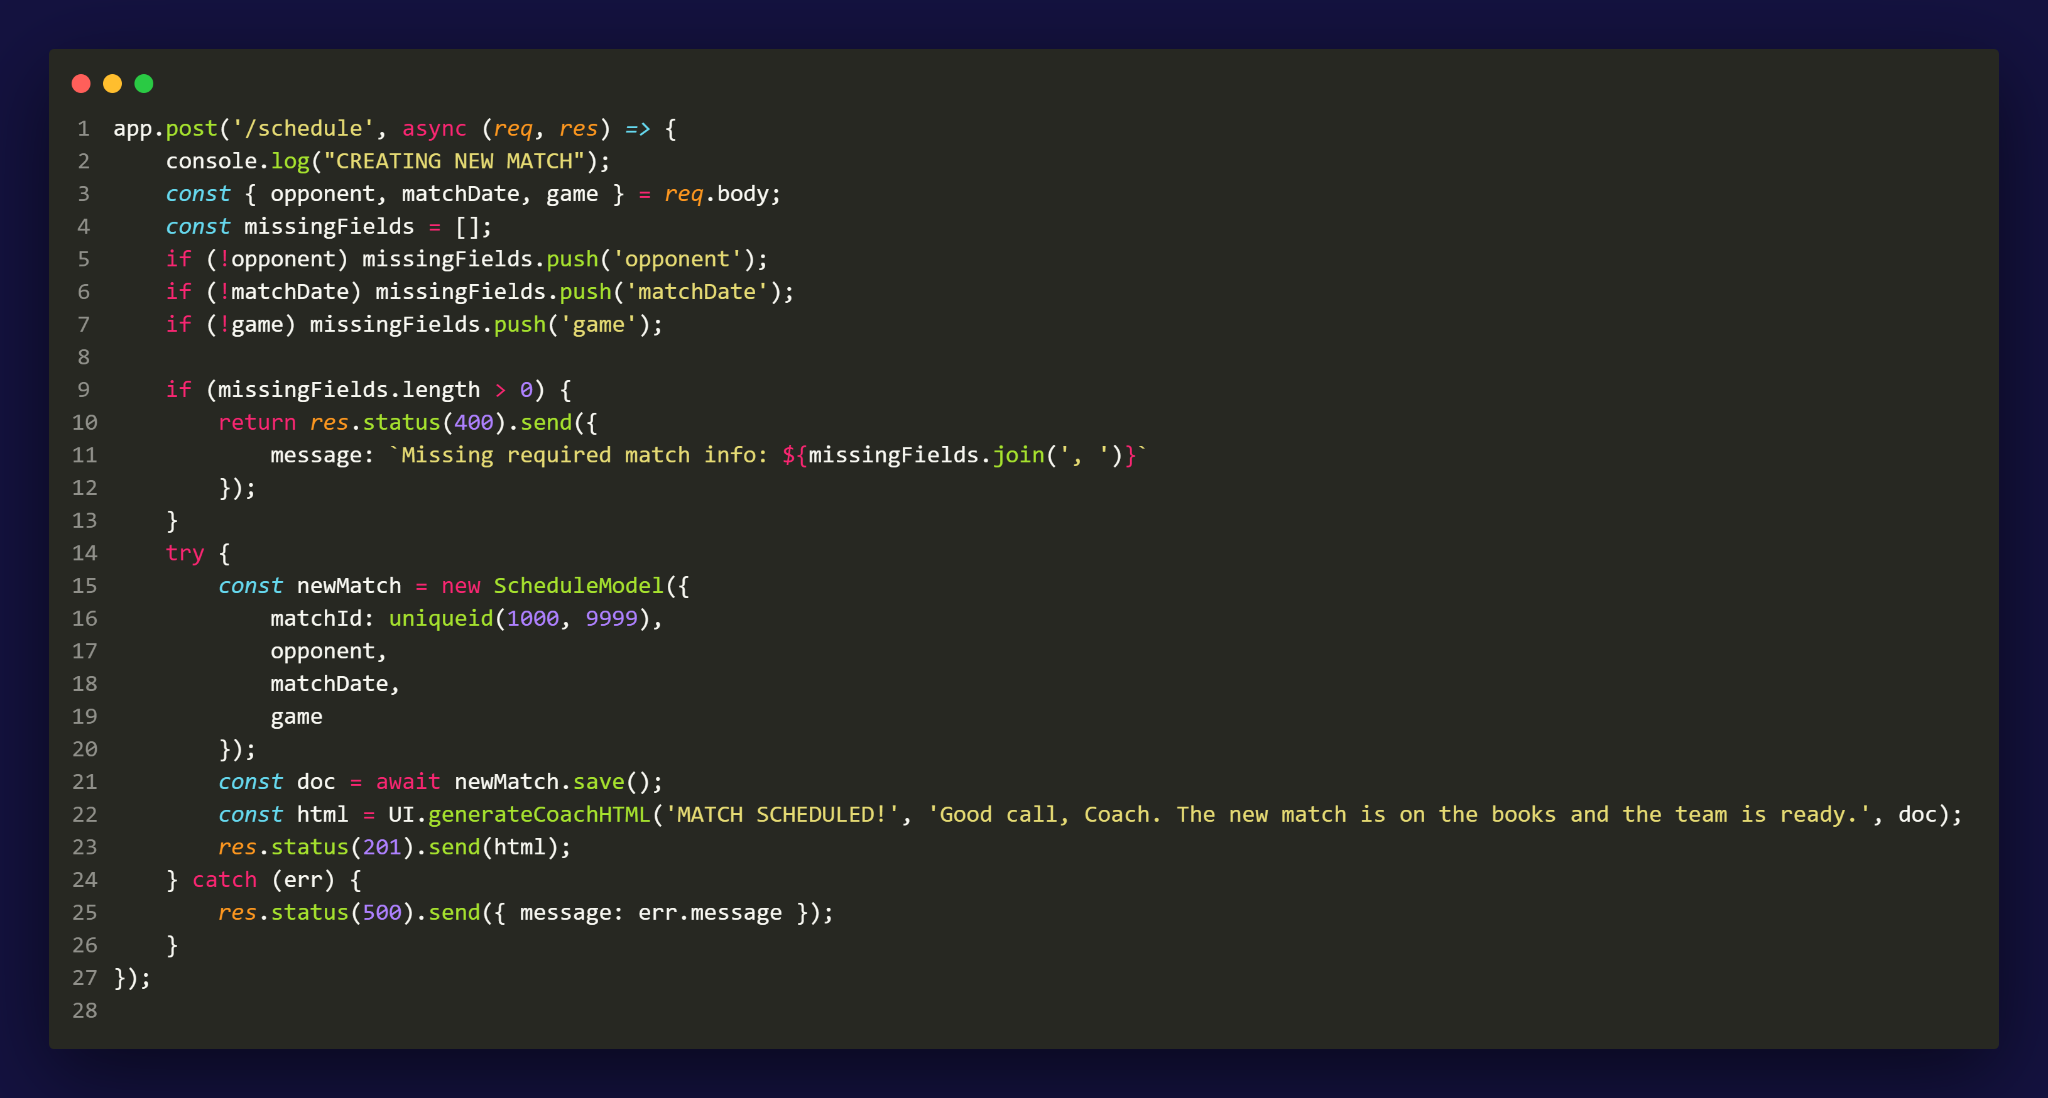 1 app.post('/schedule', async (req, res) => {
2     console.log("CREATING NEW MATCH");
3     const { opponent, matchDate, game } = req.body;
4     const missingFields = [];
5     if (!opponent) missingFields.push('opponent');
6     if (!matchDate) missingFields.push('matchDate');
7     if (!game) missingFields.push('game');
8
9     if (missingFields.length > 0) {
10         return res.status(400).send({
11             message: `Missing required match info: ${missingFields.join(', ')}`
12         });
13     }
14     try {
15         const newMatch = new ScheduleModel({
16             matchId: uniqueid(1000, 9999),
17             opponent,
18             matchDate,
19             game
20         });
21         const doc = await newMatch.save();
22         const html = UI.generateCoachHTML('MATCH SCHEDULED!', 'Good call, Coach. The new match is on the books and the team is ready.', doc);
23         res.status(201).send(html);
24     } catch (err) {
25         res.status(500).send({ message: err.message });
26     }
27 });
28